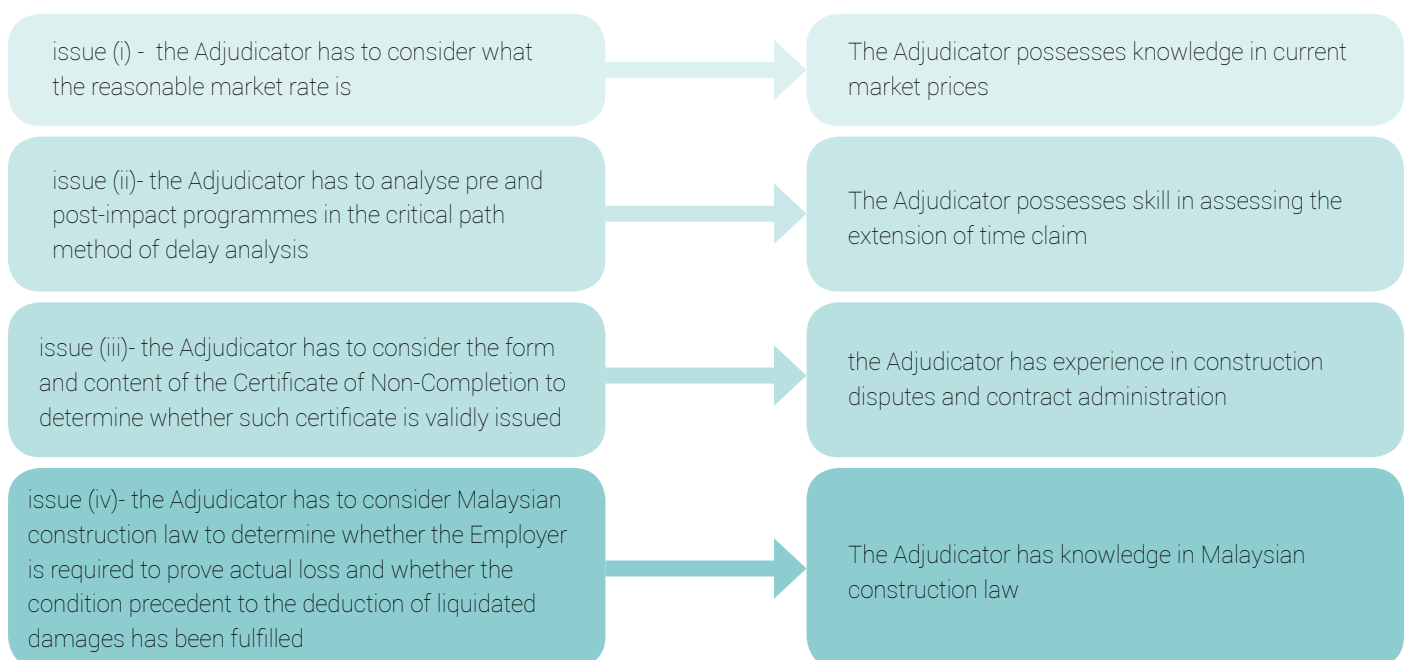 issue (i) - the Adjudicator has to consider what
the reasonable market rate is
The Adjudicator possesses knowledge in current
market prices
issue (ii)- the Adjudicator has to analyse pre and
post-impact programmes in the critical path
method of delay analysis
The Adjudicator possesses skill in assessing the
extension of time claim
issue (iii)- the Adjudicator has to consider the form
and content of the Certificate of Non-Completion to
determine whether such certificate is validly issued
the Adjudicator has experience in construction
disputes and contract administration
issue (iv)- the Adjudicator has to consider Malaysian
construction law to determine whether the Employer
is required to prove actual loss and whether the
condition precedent to the deduction of liquidated
damages has been fulfilled
The Adjudicator has knowledge in Malaysian
construction law